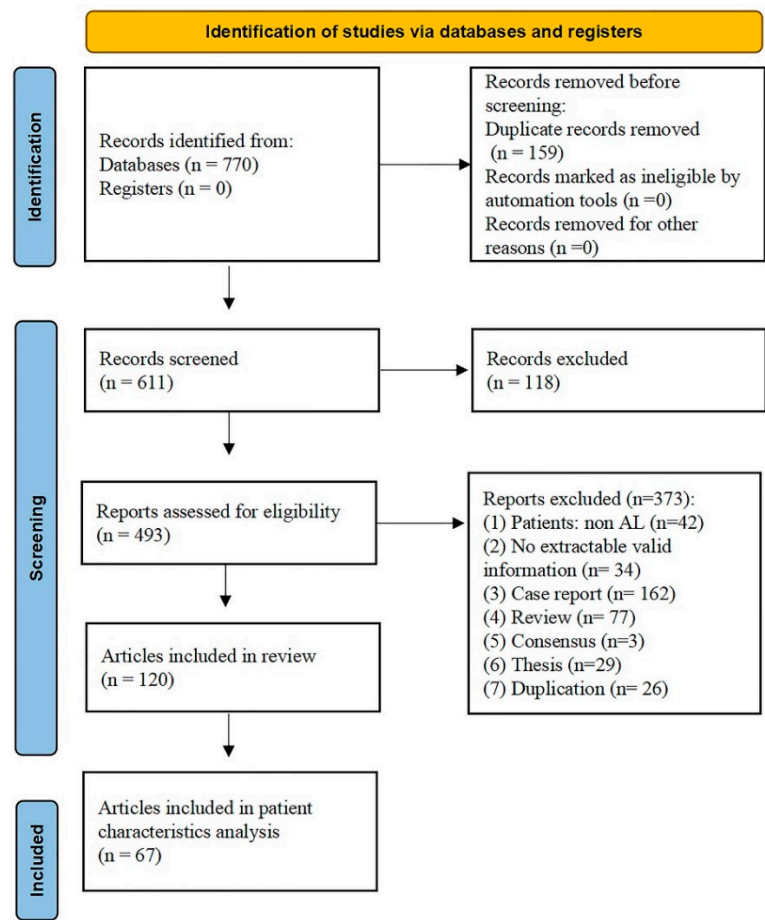 Identification of studies via databases and registers
Identification
Records identified from:
Databases (n = 770)
Registers (n = 0)
Records removed before
screening:
Duplicate records removed
(n = 159)
Records marked as ineligible by
automation tools (n =0)
Records removed for other
reasons (n =0)
Screening
Records screened
(n = 611)
Records excluded
(n = 118)
Reports assessed for eligibility
(n = 493)
Reports excluded (n=373):
(1) Patients: non AL (n=42)
(2) No extractable valid
information (n= 34)
(3) Case report (n= 162)
(4) Review (n= 77)
(5) Consensus (n=3)
(6) Thesis (n=29)
(7) Duplication (n= 26)
Articles included in review
(n = 120)
Included
Articles included in patient
characteristics analysis
(n = 67)